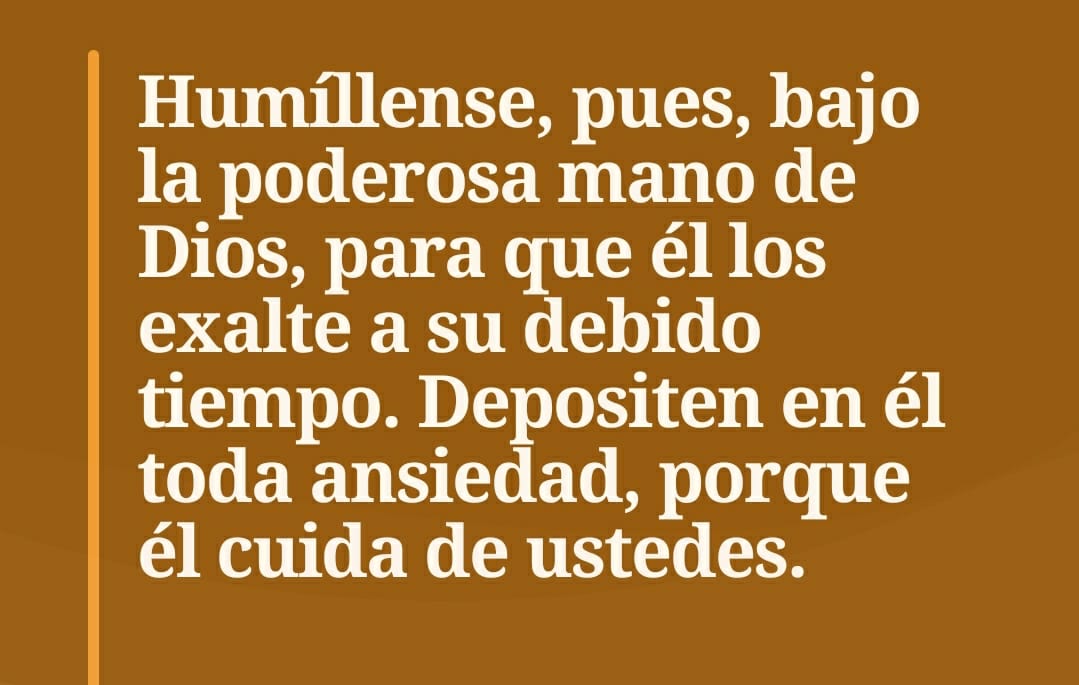 Humíllense, pues, bajo
la poderosa mano de
Dios, para que él los
exalte a su debido
tiempo. Depositen en él
toda ansiedad, porque
él cuida de ustedes.